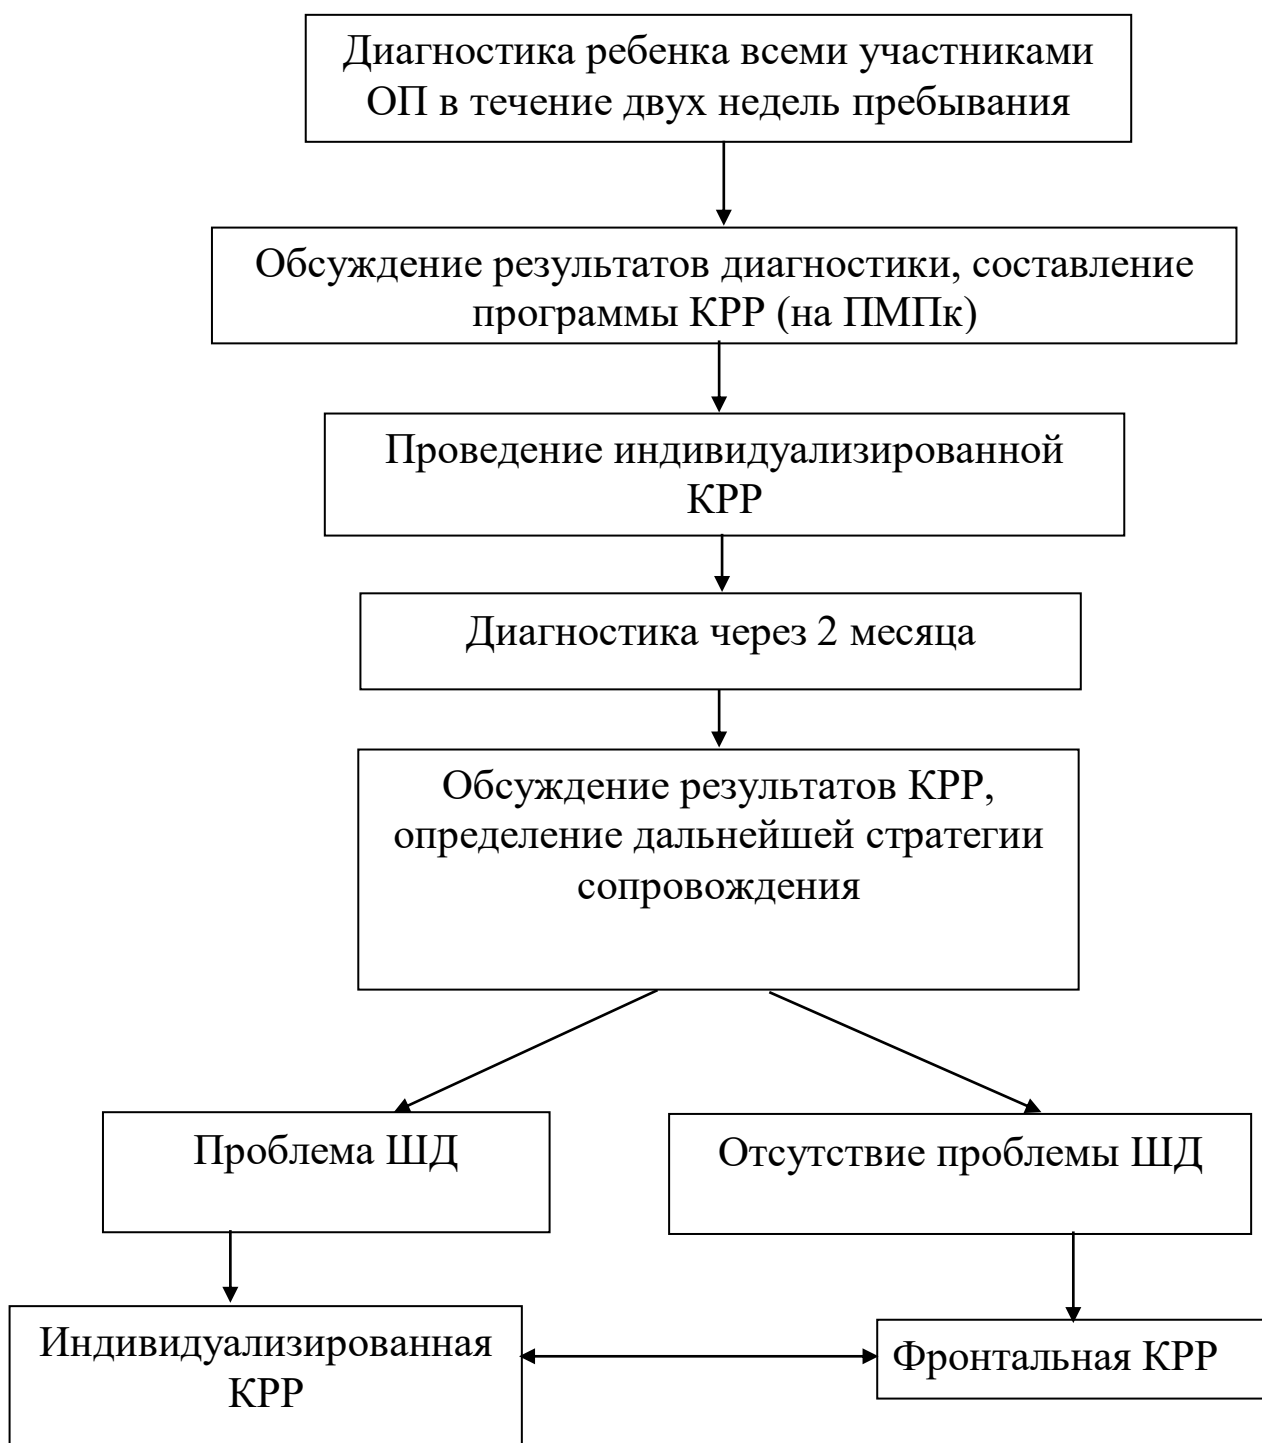 Диагностика ребенка всеми участниками
ОП в течение двух недель пребывания
Обсуждение результатов диагностики, составление
программы КРР (на ПМПк)
Проведение индивидуализированной
КРР
Диагностика через 2 месяца
Обсуждение результатов КРР,
определение дальнейшей стратегии
сопровождения
Проблема ШД
Отсутствие проблемы ШД
Индивидуализированная
КРР
Фронтальная КРР